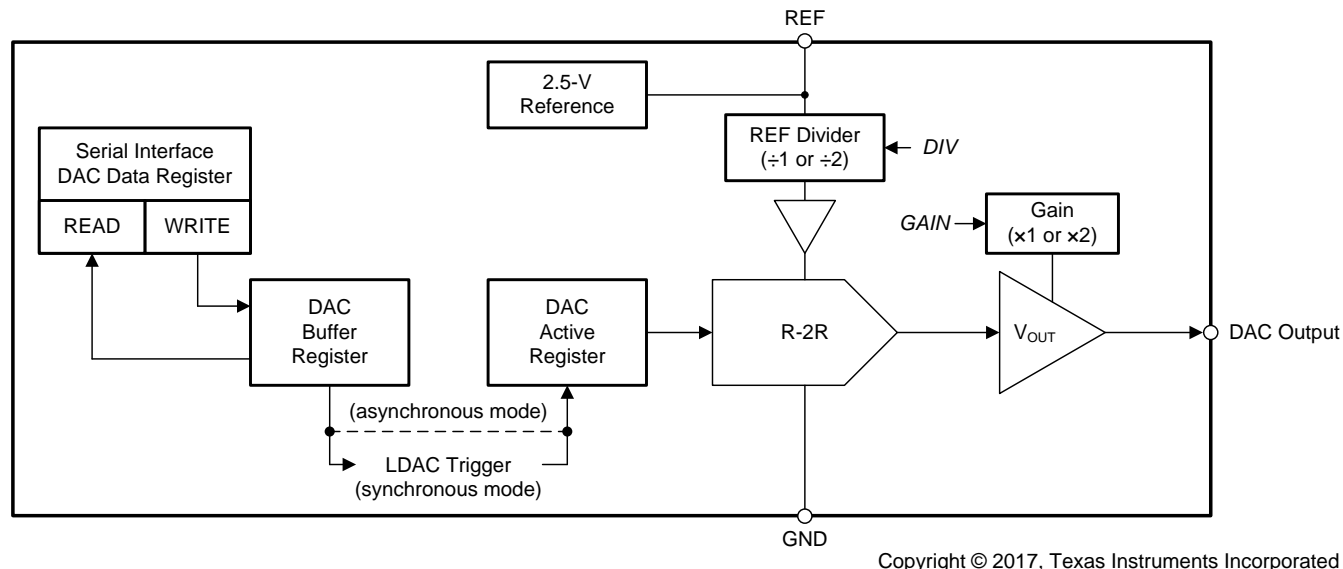 REF
2.5-V
Reference
REF Divider
(÷1 or ÷2)
DIV
Serial Interface
DAC Data Register
READ
WRITE
GAIN
Gain
(×1 or ×2)
DAC
Buffer
Register
DAC
Active
Register
R-2R
VOUT
DAC Output
(asynchronous mode)
LDAC Trigger
(synchronous mode)
GND
Copyright © 2017, Texas Instruments Incorporated